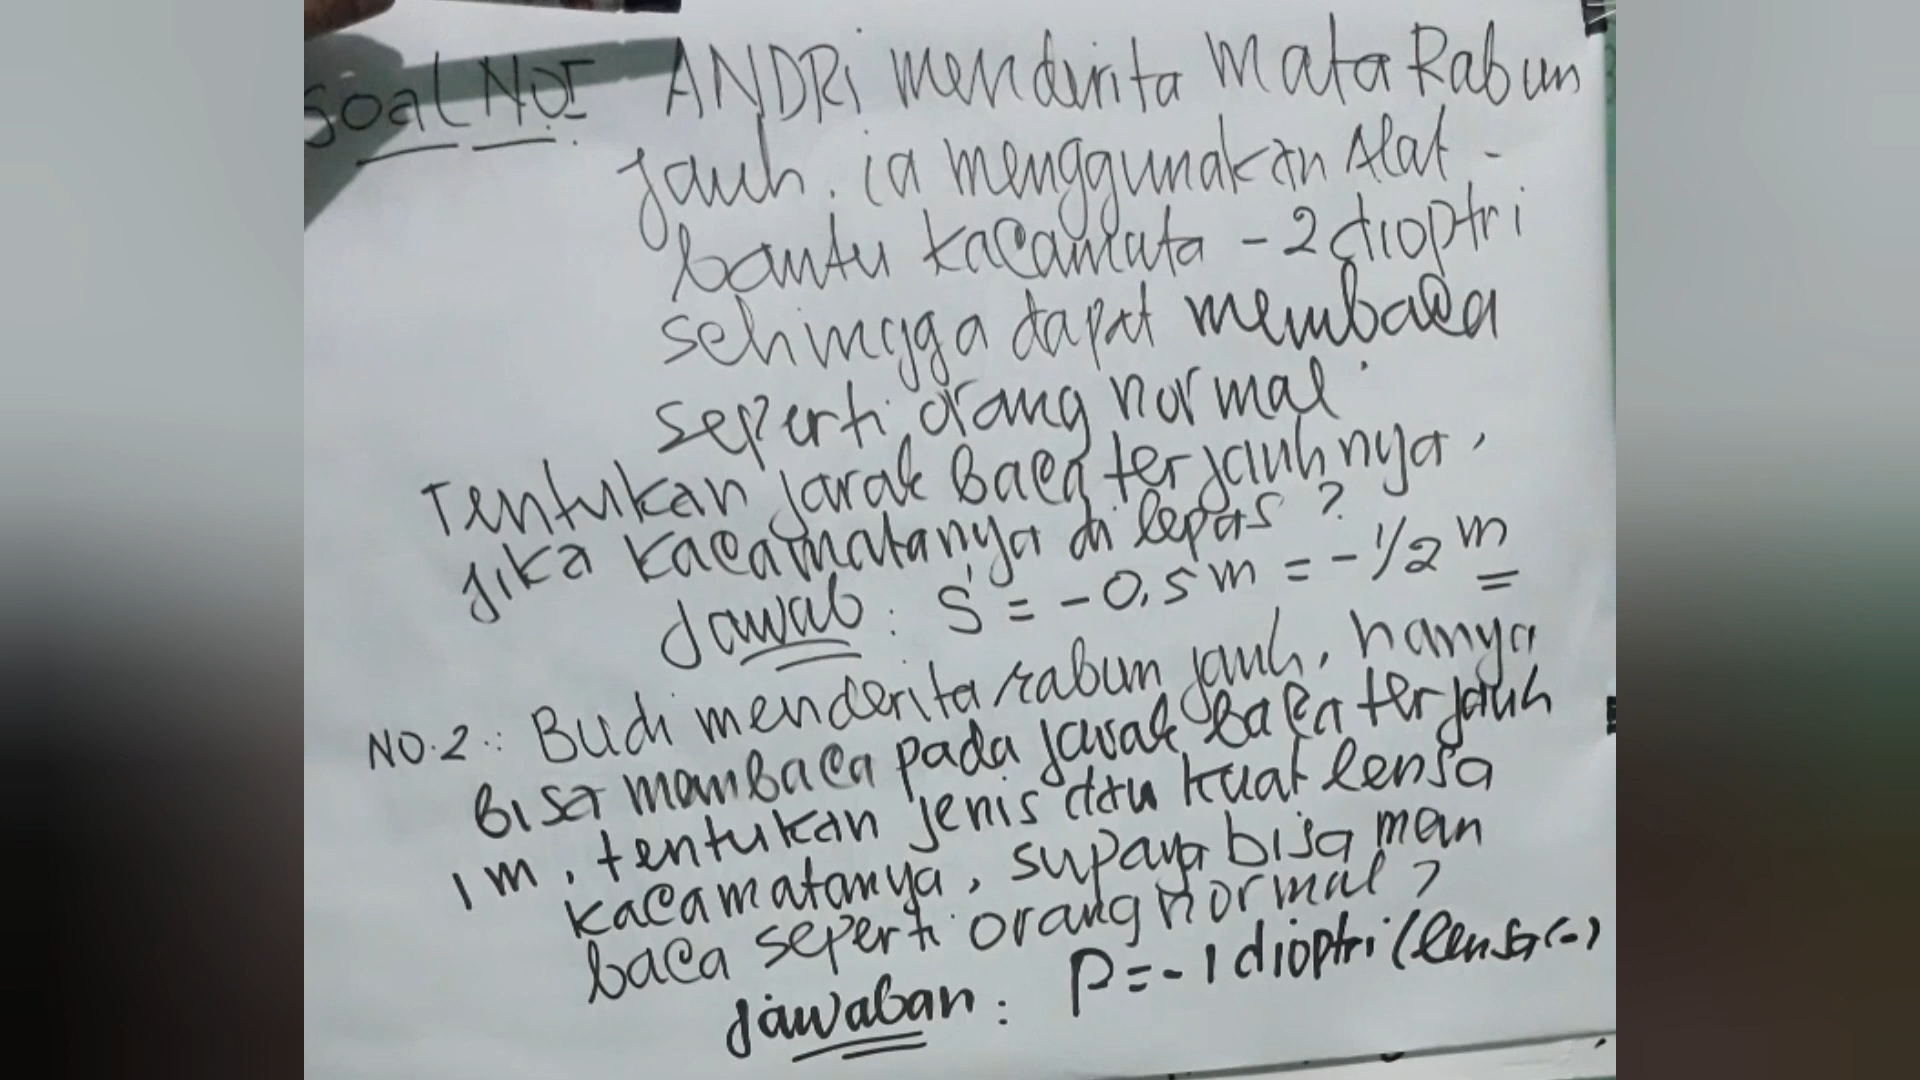 Soal No I ANDRi menderita mata Rabun
jauh. ia menggunakan Alat -
bantu kacamata - 2 dioptri
sehingga dapat membaca
seperti orang normal.
Tentukan jarak Baca terjauhnya,
jika kacamatanya di lepas ?
Jawab : S' = - 0,5 m = - 1/2 m
NO.2 : Budi menderita rabun jauh, hanya
Bisa membaca pada jarak Baca terjauh
1 m, tentukan jenis dan kuat lensa
kacamatanya, supaya bisa mem
baca seperti orang normal ?
Jawaban : P = - 1 dioptri (lensa (-)